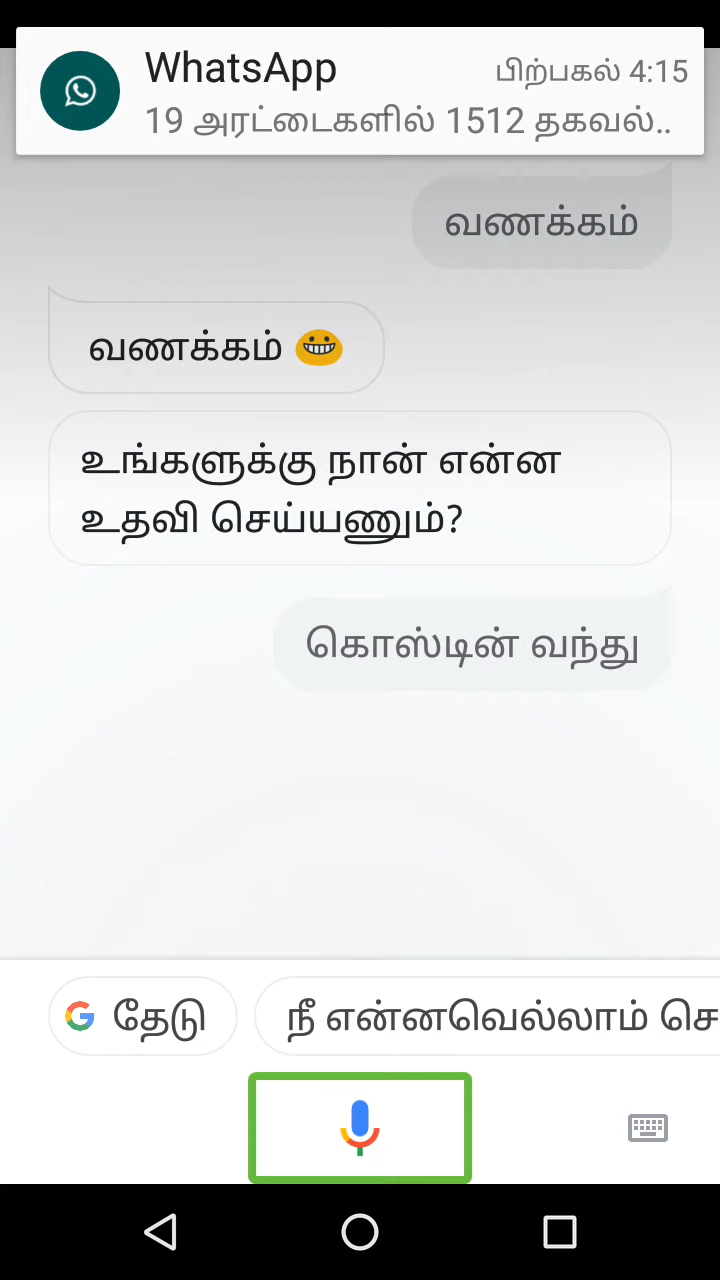 WhatsApp
பிற்பகல் 4:15
19 அரட்டைகளில் 1512 தகவல்..
வணக்கம்
வணக்கம் 😁
உங்களுக்கு நான் என்ன
உதவி செய்யணும்?
கொஸ்டின் வந்து
தேடு
நீ என்னவெல்லாம் செ